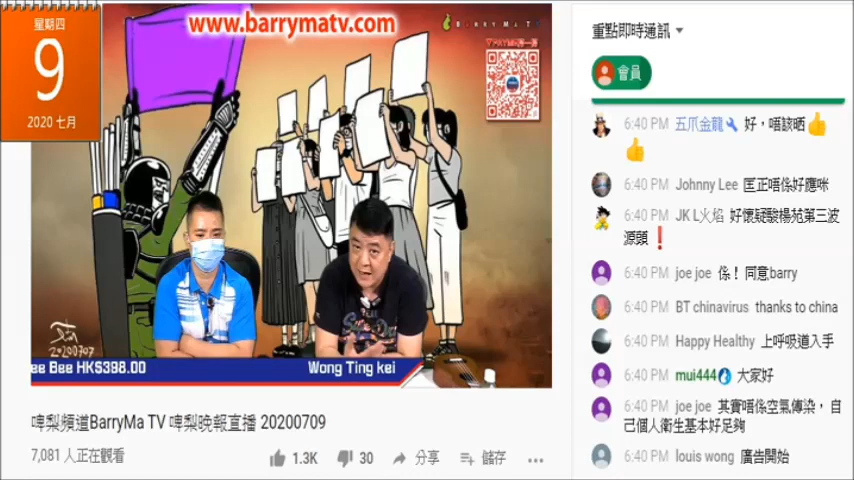 星期四
9
2020 七月
www.barrymatv.com
BARRYMA TV
20200707
ee Bee HK$398.00
Wong Ting kei
啤梨頻道BarryMa TV 啤梨晚報直播 20200709
7,081 人正在觀看
1.3K
30
分享
儲存
重點即時通訊
會員
6:40 PM 五爪金龍 好，唔該晒👍
👍
6:40 PM Johnny Lee 匡正唔係好應咪
6:40 PM JK L火焰 好懷疑酸楊苑第三波
源頭❗
6:40 PM joe joe 係！ 同意barry
6:40 PM BT chinavirus thanks to china
6:40 PM Happy Healthy 上呼吸道入手
6:40 PM mui444 大家好
6:40 PM joe joe 其實唔係空氣傳染， 自
己個人衛生基本好足夠
6:40 PM louis wong 廣告開始